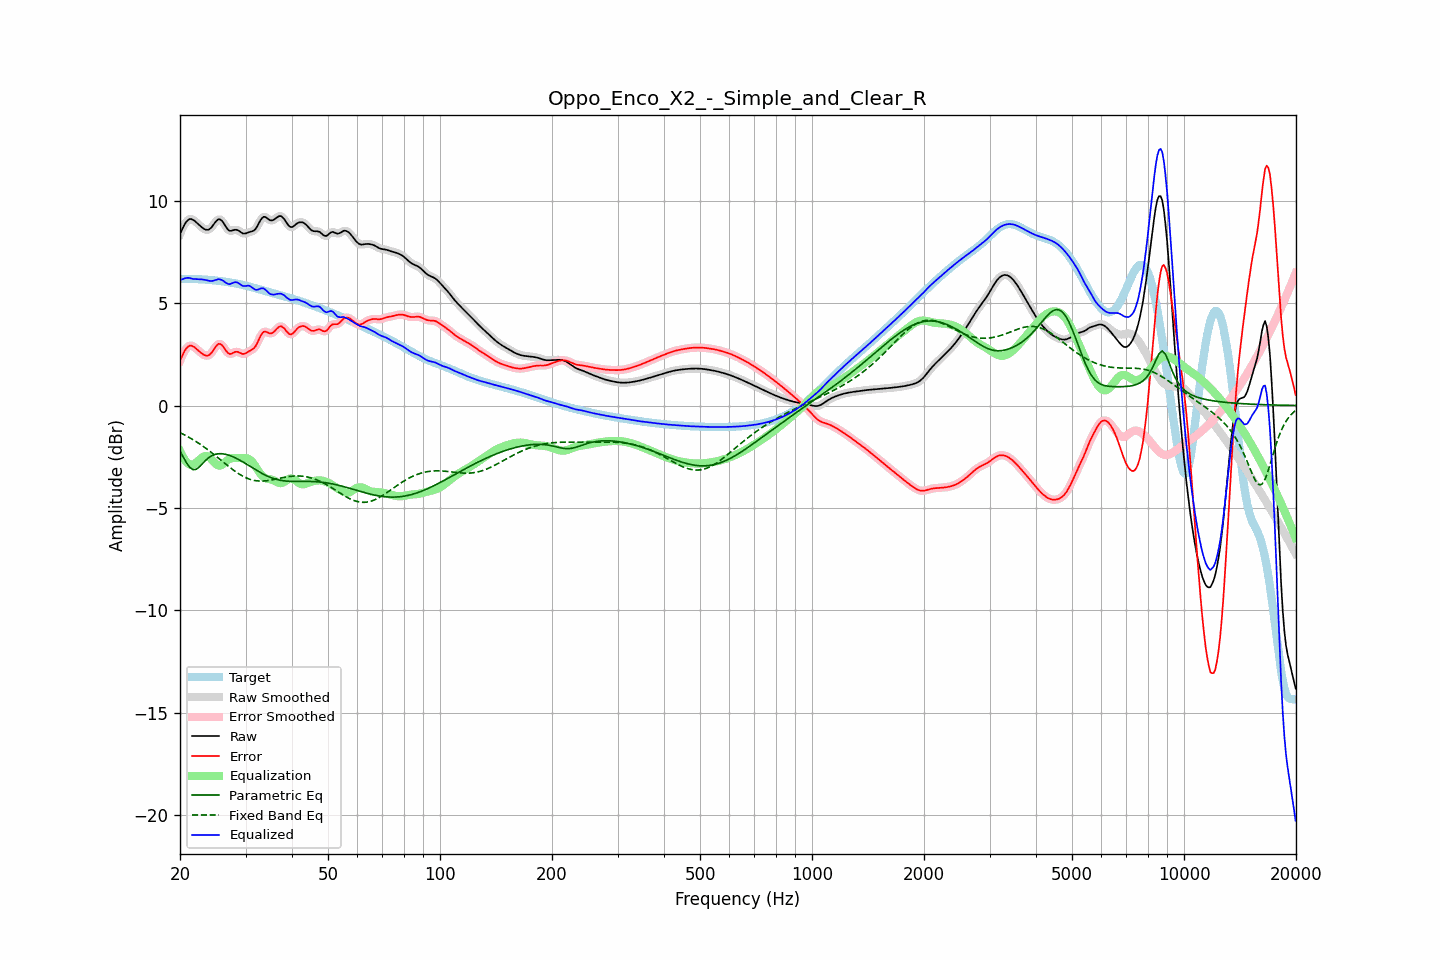 Oppo_Enco_X2_-_Simple_and_Clear_R
Amplitude (dBr)
10
5
0
−5
−10
−15
−20
Target
Raw Smoothed
Error Smoothed
Raw
Error
Equalization
Parametric Eq
Fixed Band Eq
Equalized
20 50 100 200 500 1000 2000 5000 10000 20000
Frequency (Hz)